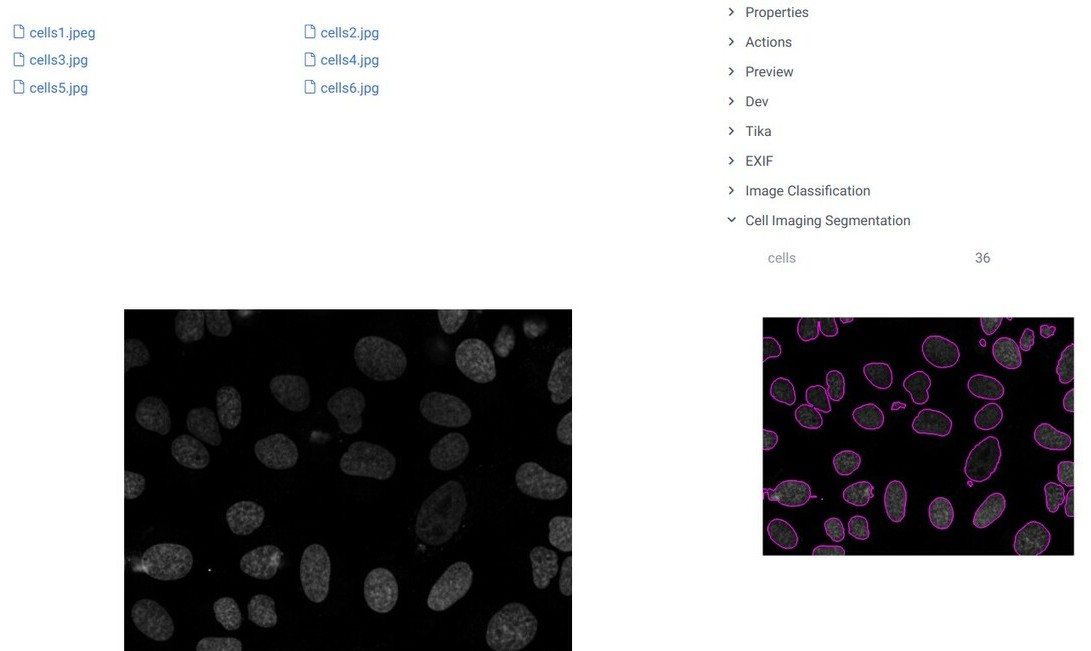 cells1.jpeg
cells2.jpg
cells3.jpg
cells4.jpg
cells5.jpg
cells6.jpg
Properties
Actions
Preview
Dev
Tika
EXIF
Image Classification
Cell Imaging Segmentation
cells 36